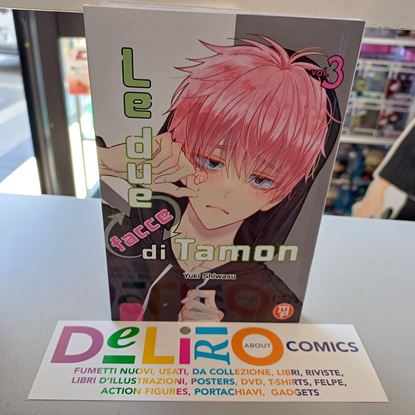 Le due
facce
di Tamon
vol. 3
Yuki Shiwasu
DELIRIO ABOUT COMICS
FUMETTI NUOVI, USATI, DA COLLEZIONE, LIBRI, RIVISTE,
LIBRI D'ILLUSTRAZIONI, POSTERS, DVD, T-SHIRTS, FELPE,
ACTION FIGURES, PORTACHIAVI, GADGETS